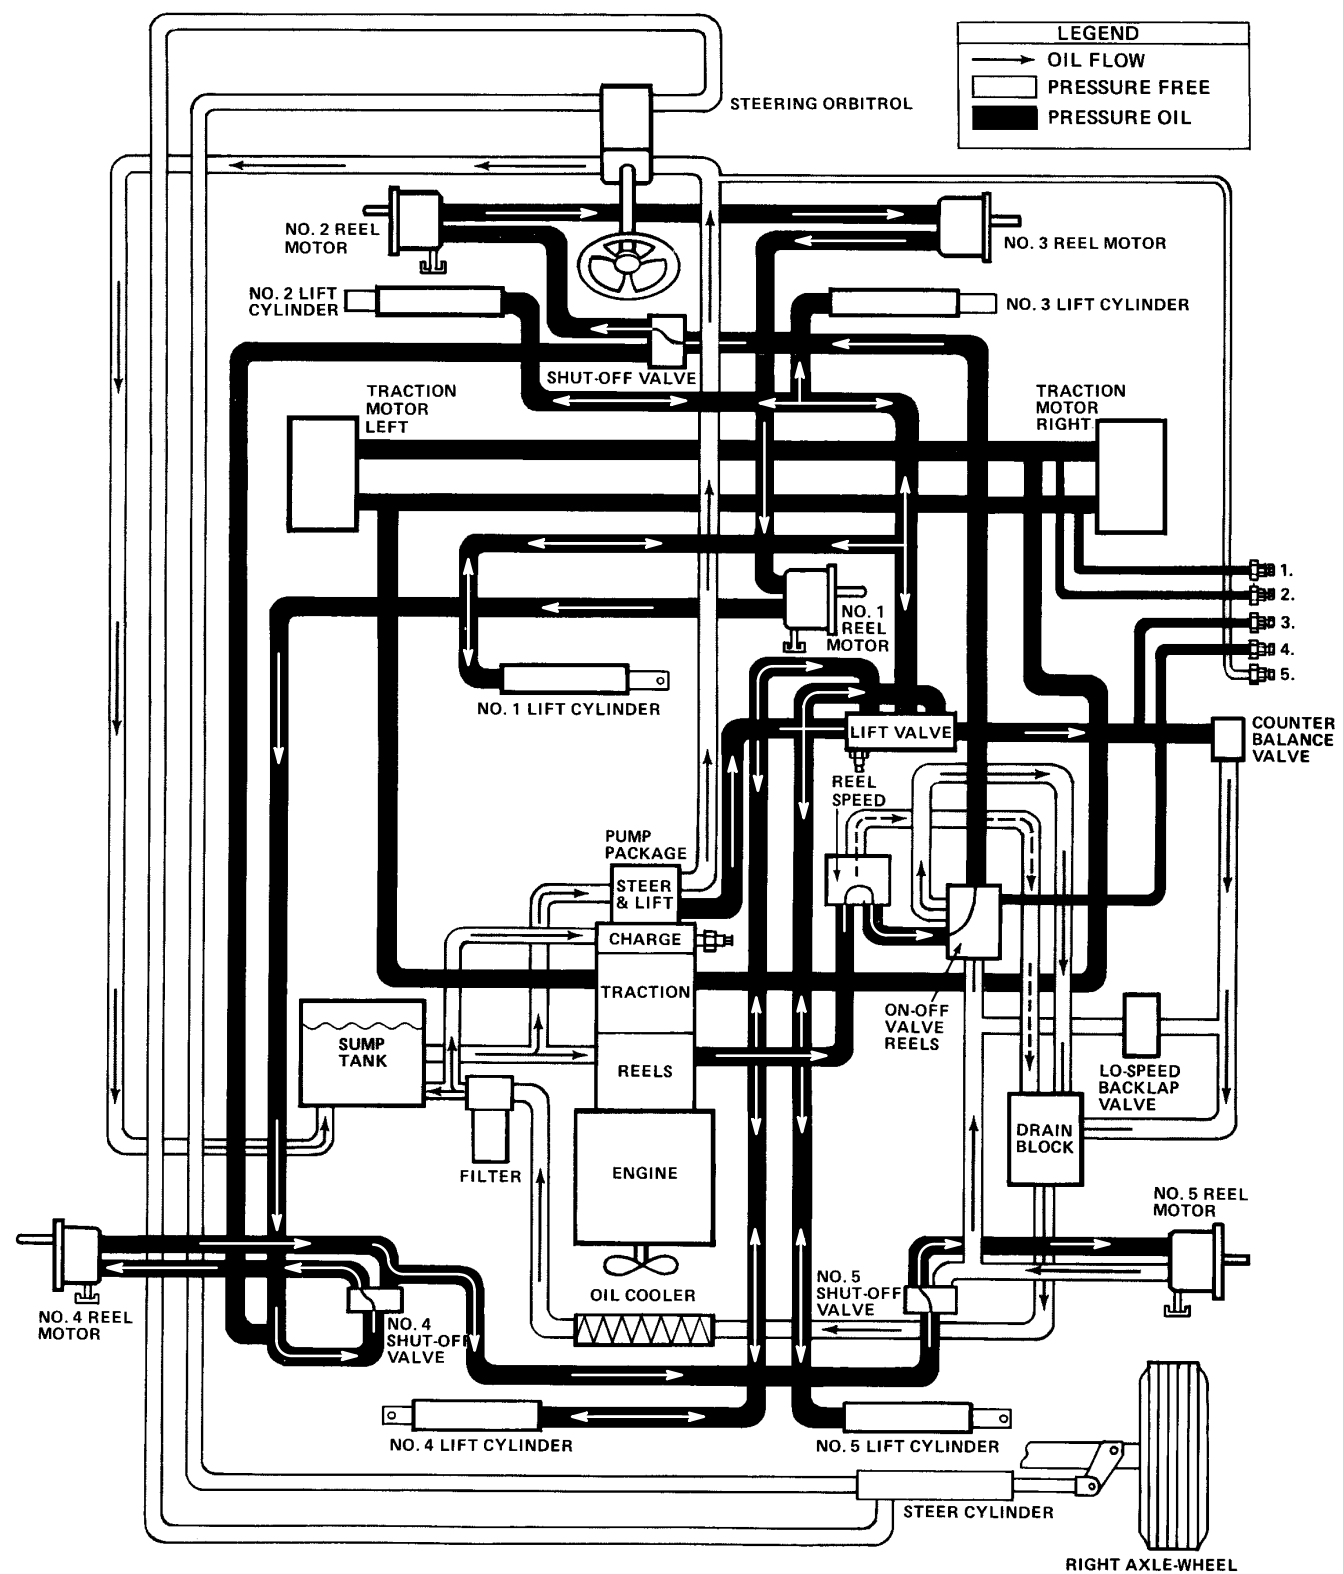 LEGEND
OIL FLOW
PRESSURE FREE
PRESSURE OIL
STEERING ORBITROL
NO. 2 REEL
MOTOR
NO. 3 REEL MOTOR
NO. 2 LIFT
CYLINDER
NO. 3 LIFT CYLINDER
SHUT-OFF VALVE
TRACTION
MOTOR
LEFT
TRACTION
MOTOR
RIGHT
1.
2.
3.
4.
5.
NO. 1
REEL
MOTOR
NO. 1 LIFT CYLINDER
LIFT VALVE
COUNTER
BALANCE
VALVE
REEL
SPEED
PUMP
PACKAGE
STEER
& LIFT
CHARGE
TRACTION
REELS
ON-OFF
VALVE
REELS
SUMP
TANK
LO-SPEED
BACKLAP
VALVE
DRAIN
BLOCK
FILTER
ENGINE
NO. 5 REEL
MOTOR
OIL COOLER
NO. 5
SHUT-OFF
VALVE
NO. 4 REEL
MOTOR
NO. 4
SHUT-OFF
VALVE
NO. 4 LIFT CYLINDER
NO. 5 LIFT CYLINDER
STEER CYLINDER
RIGHT AXLE-WHEEL